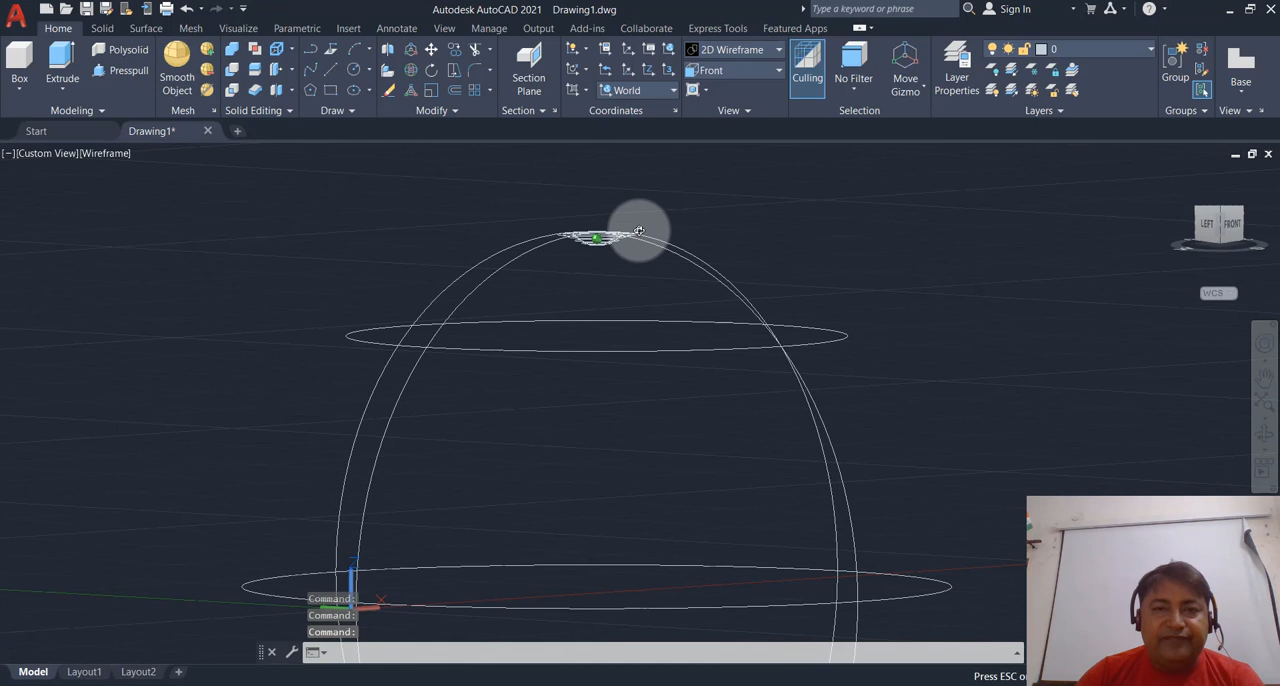 Autodesk AutoCAD 2021 Drawing1.dwg
Type a keyword or phrase
Sign In
Home Solid Surface Mesh Visualize Parametric Insert Annotate View Manage Output Add-ins Collaborate Express Tools Featured Apps
Box
Extrude
Polysolid
Presspull
Smooth Object
Section Plane
World
2D Wireframe
Front
Culling
No Filter
Move Gizmo
Layer Properties
0
Group
Base
Modeling Mesh Solid Editing Draw Modify Section Coordinates View Selection Layers Groups View
Start Drawing1*
[−][Custom View][Wireframe]
LEFT FRONT
WCS
Command:
Command:
Command:
Model Layout1 Layout2
Press ESC or